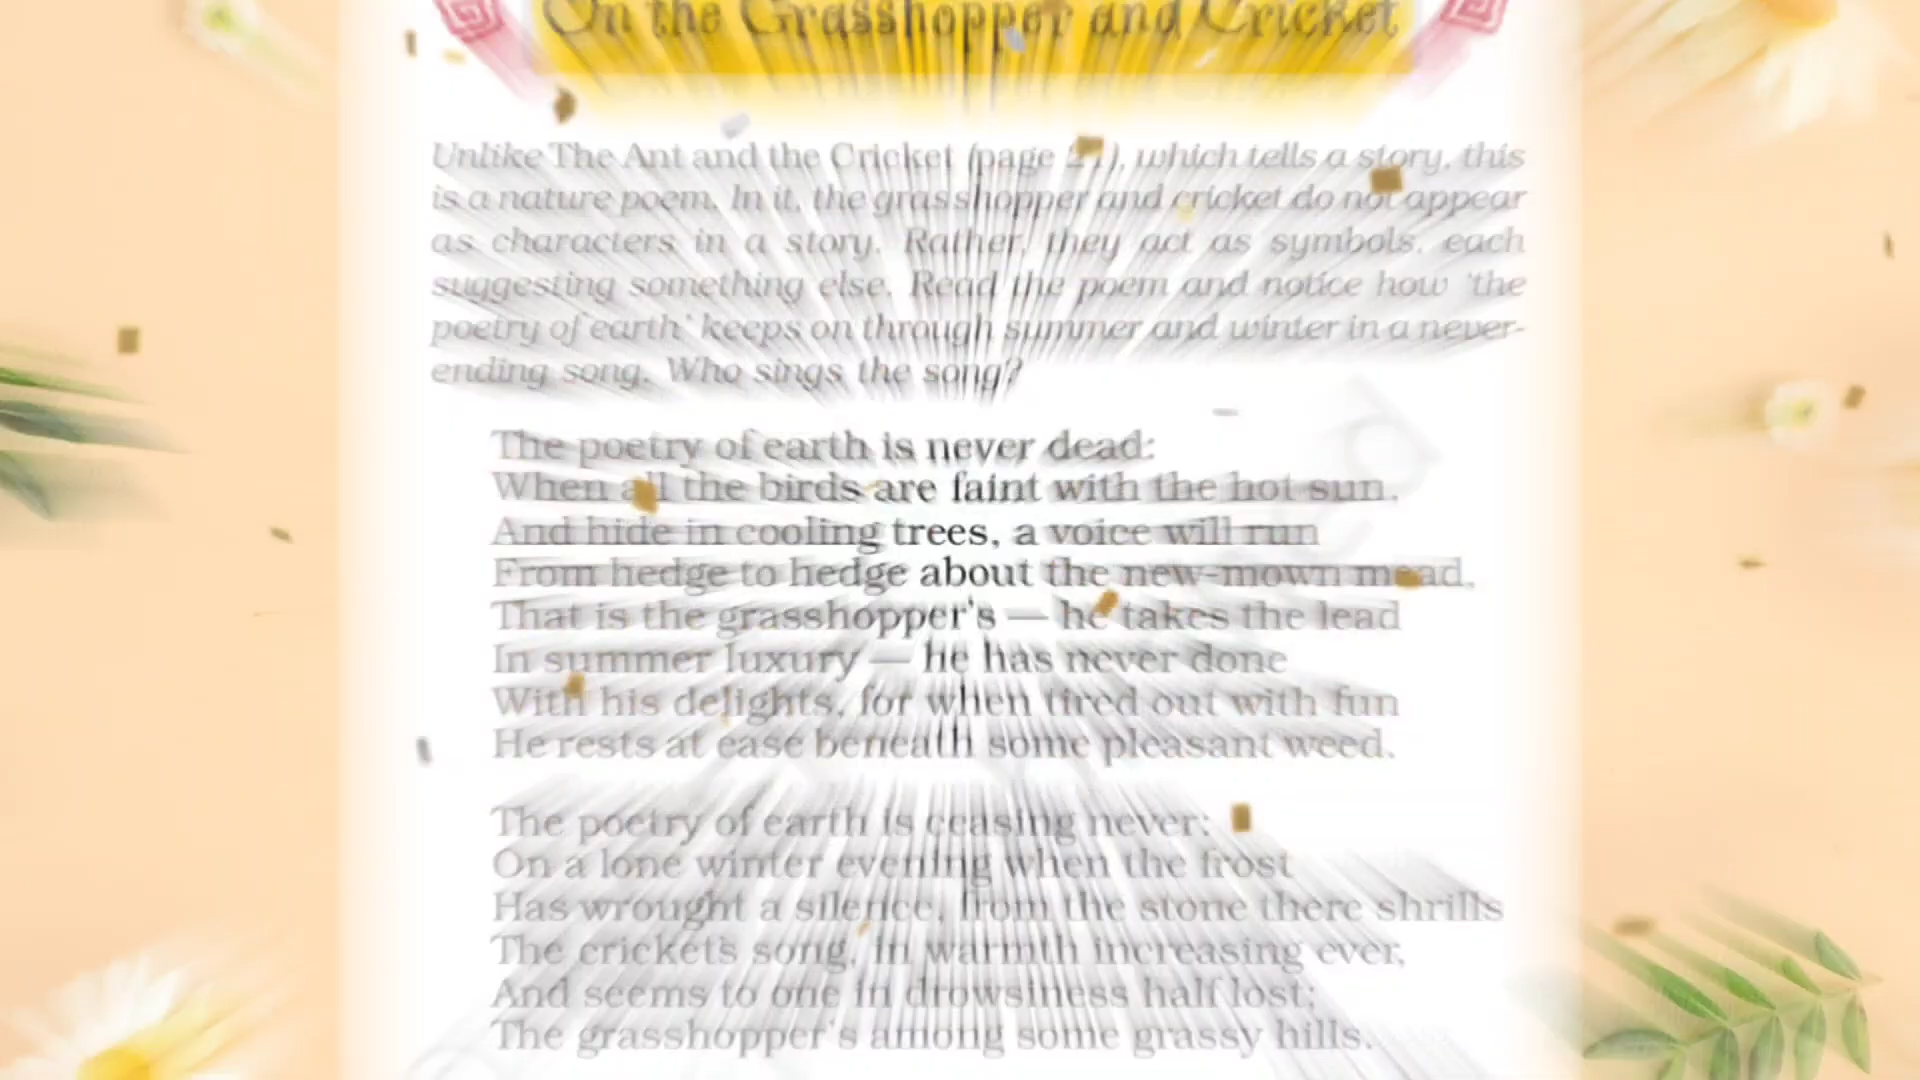 On the Grasshopper and Cricket
Unlike The Ant and the Cricket (page ), which tells a story, this
is a nature poem. In it, the grasshopper and cricket do not appear
as characters in a story. Rather, they act as symbols, each
suggesting something else. Read the poem and notice how ‘the
poetry of earth’ keeps on through summer and winter in a never-
ending song. Who sings the song?
The poetry of earth is never dead:
When all the birds are faint with the hot sun,
And hide in cooling trees, a voice will run
From hedge to hedge about the new-mown mead,
That is the grasshopper’s — he takes the lead
In summer luxury — he has never done
With his delights, for when tired out with fun
He rests at ease beneath some pleasant weed.
The poetry of earth is ceasing never:
On a lone winter evening when the frost
Has wrought a silence, from the stone there shrills
The cricket's song, in warmth increasing ever,
And seems to one in drowsiness half lost;
The grasshopper’s among some grassy hills.